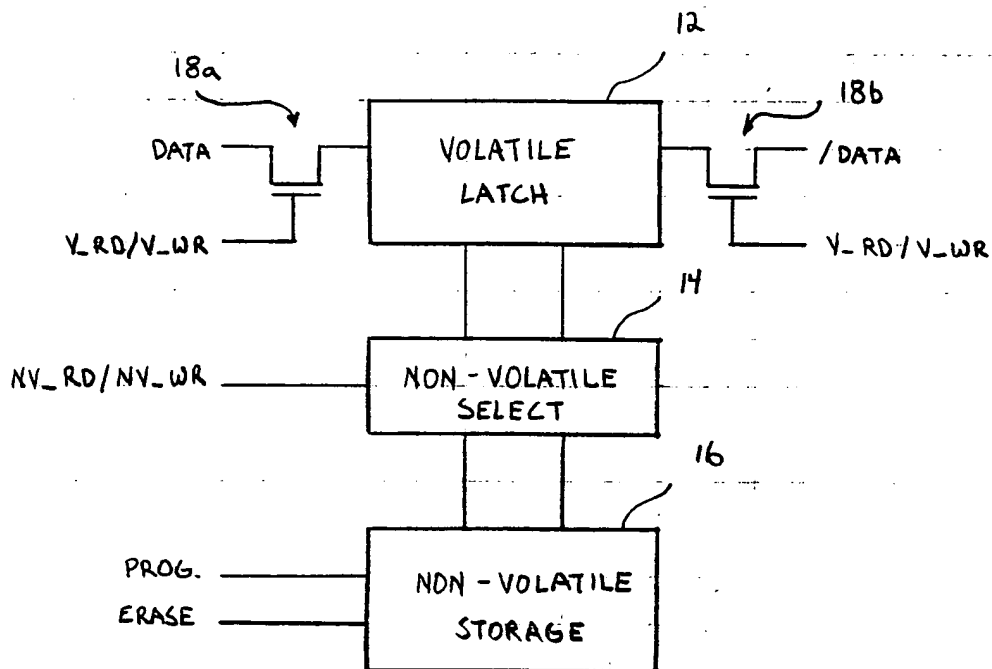 12
18a
18b
DATA
VOLATILE
LATCH
/DATA
V_RD/V_WR
V_RD/V_WR
14
NV_RD/NV_WR
NON-VOLATILE
SELECT
16
PROG.
ERASE
NON-VOLATILE
STORAGE